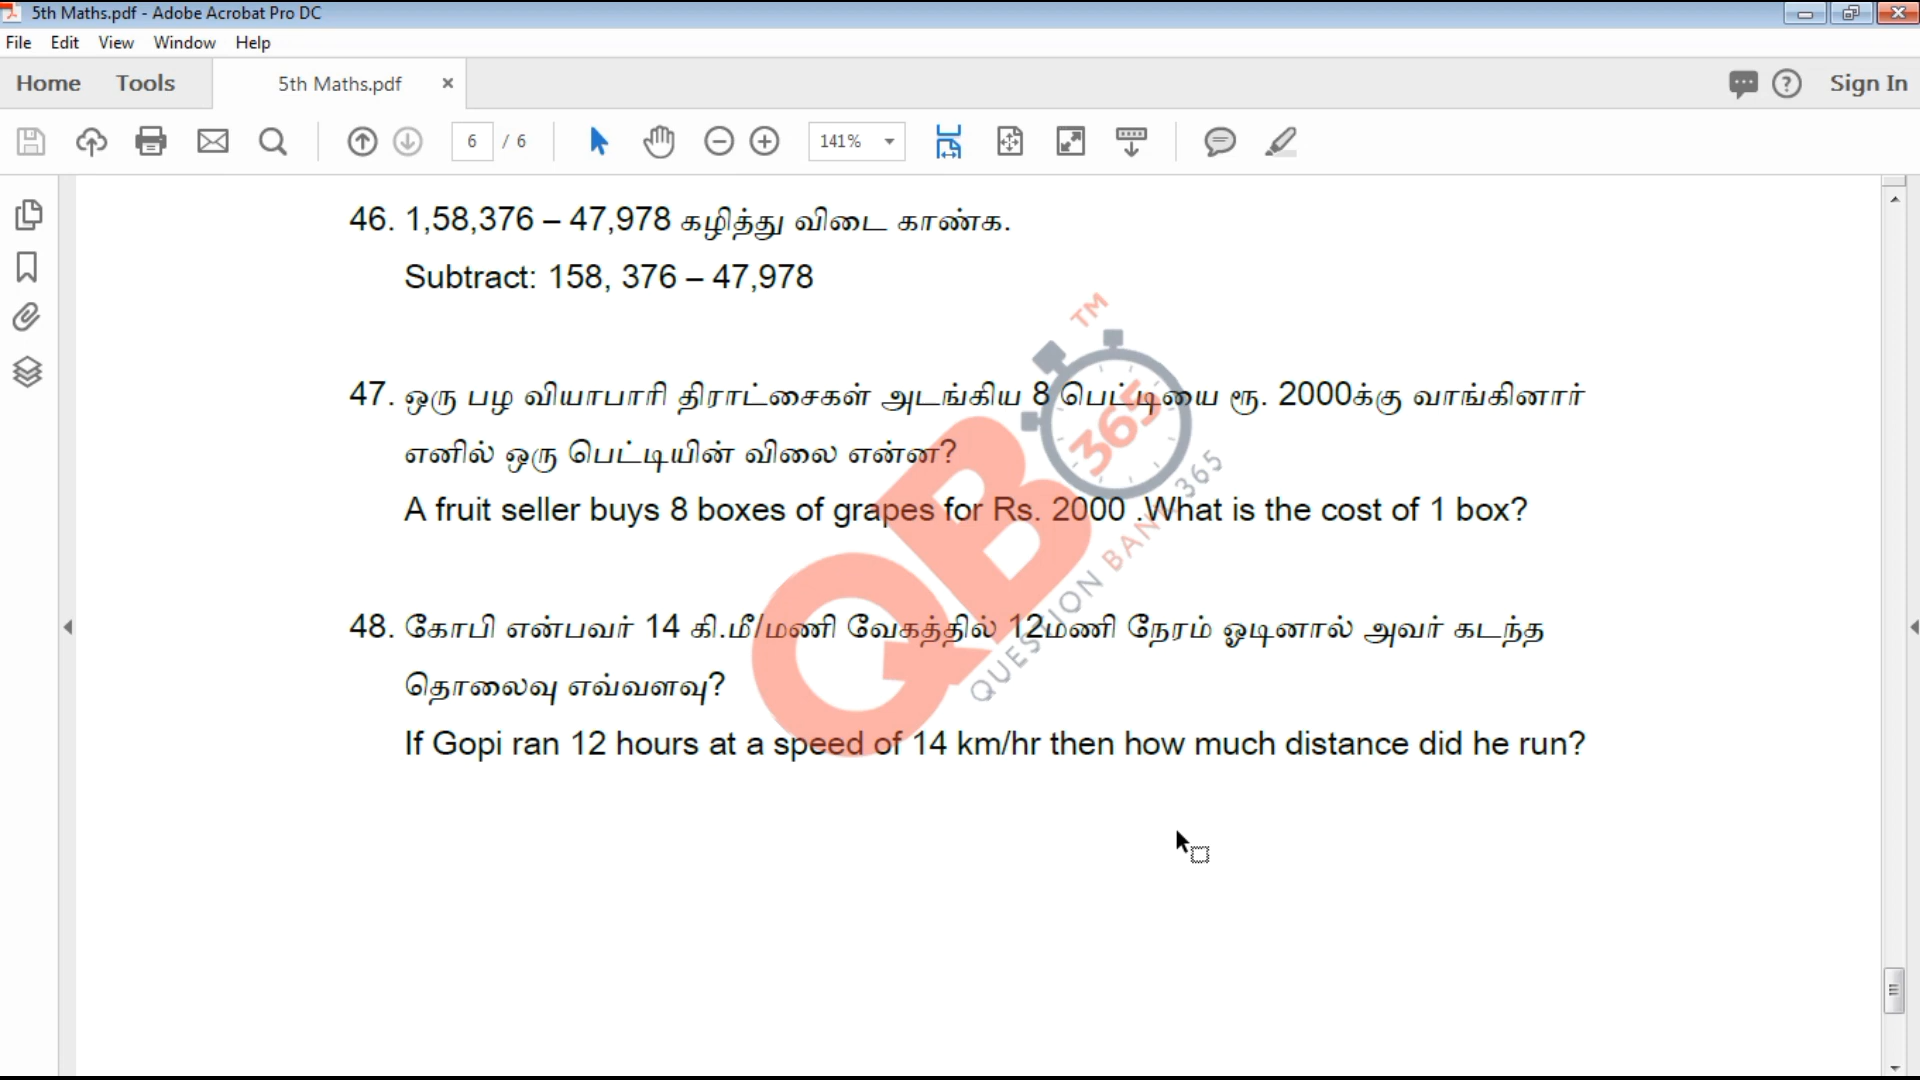 5th Maths.pdf - Adobe Acrobat Pro DC
File Edit View Window Help
Home Tools 5th Maths.pdf × Sign In
6 / 6 141%
46. 1,58,376 – 47,978 கழித்து விடை காண்க.
Subtract: 158, 376 – 47,978
47. ஒரு பழ வியாபாரி திராட்சைகள் அடங்கிய 8 பெட்டியை ரூ. 2000க்கு வாங்கினார்
எனில் ஒரு பெட்டியின் விலை என்ன?
A fruit seller buys 8 boxes of grapes for Rs. 2000 .What is the cost of 1 box?
48. கோபி என்பவர் 14 கி.மீ/மணி வேகத்தில் 12மணி நேரம் ஓடினால் அவர் கடந்த
தொலைவு எவ்வளவு?
If Gopi ran 12 hours at a speed of 14 km/hr then how much distance did he run?
QB
365
TM
QUESTION BANK 365